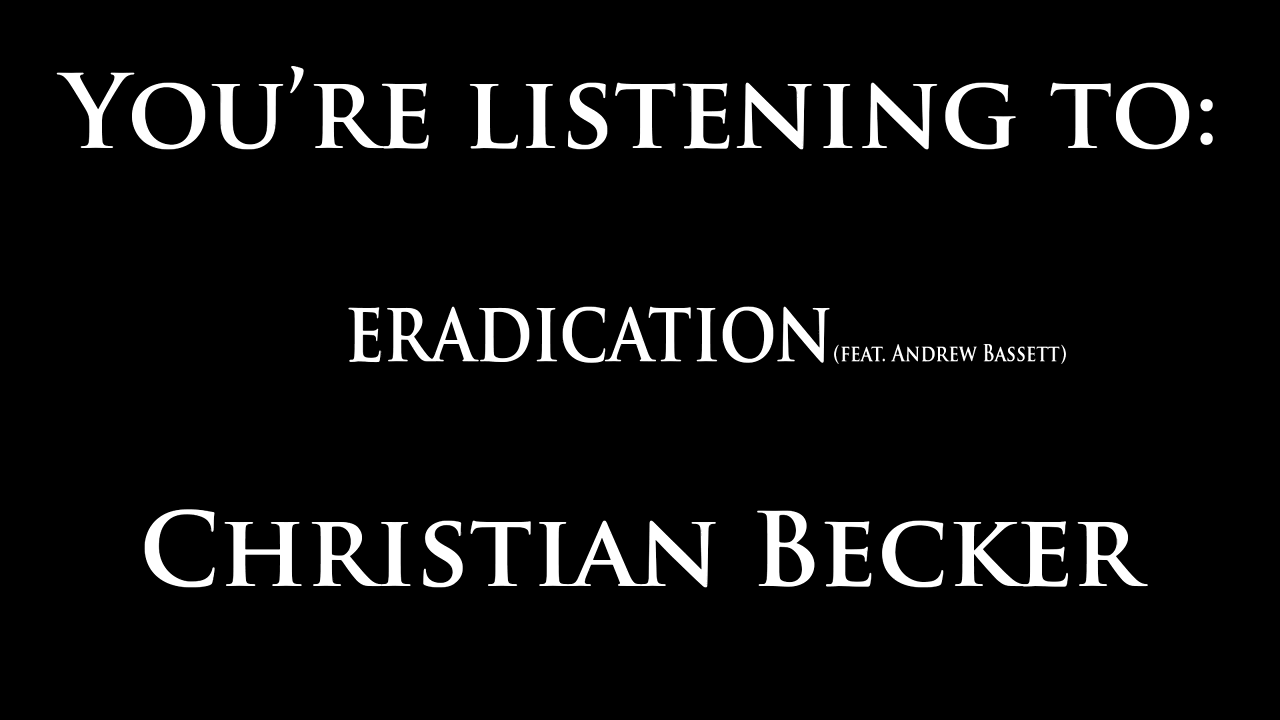 You’re listening to:
ERADICATION (feat. Andrew Bassett)
Christian Becker